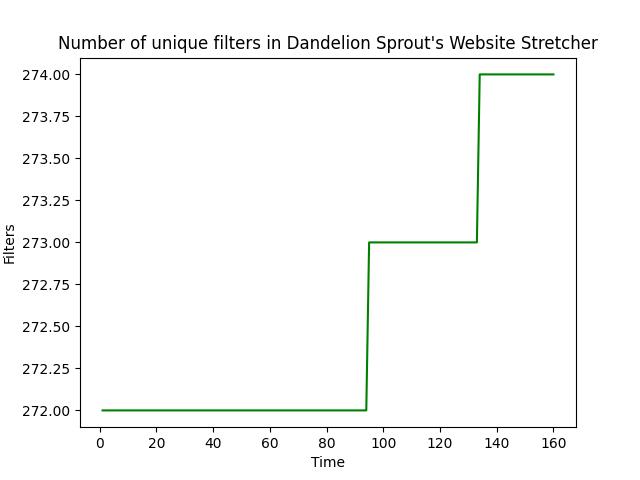 Number of unique filters in Dandelion Sprout's Website Stretcher
274.00
273.75
273.50
273.25
273.00
272.75
272.50
272.25
272.00
Filters
0 20 40 60 80 100 120 140 160
Time